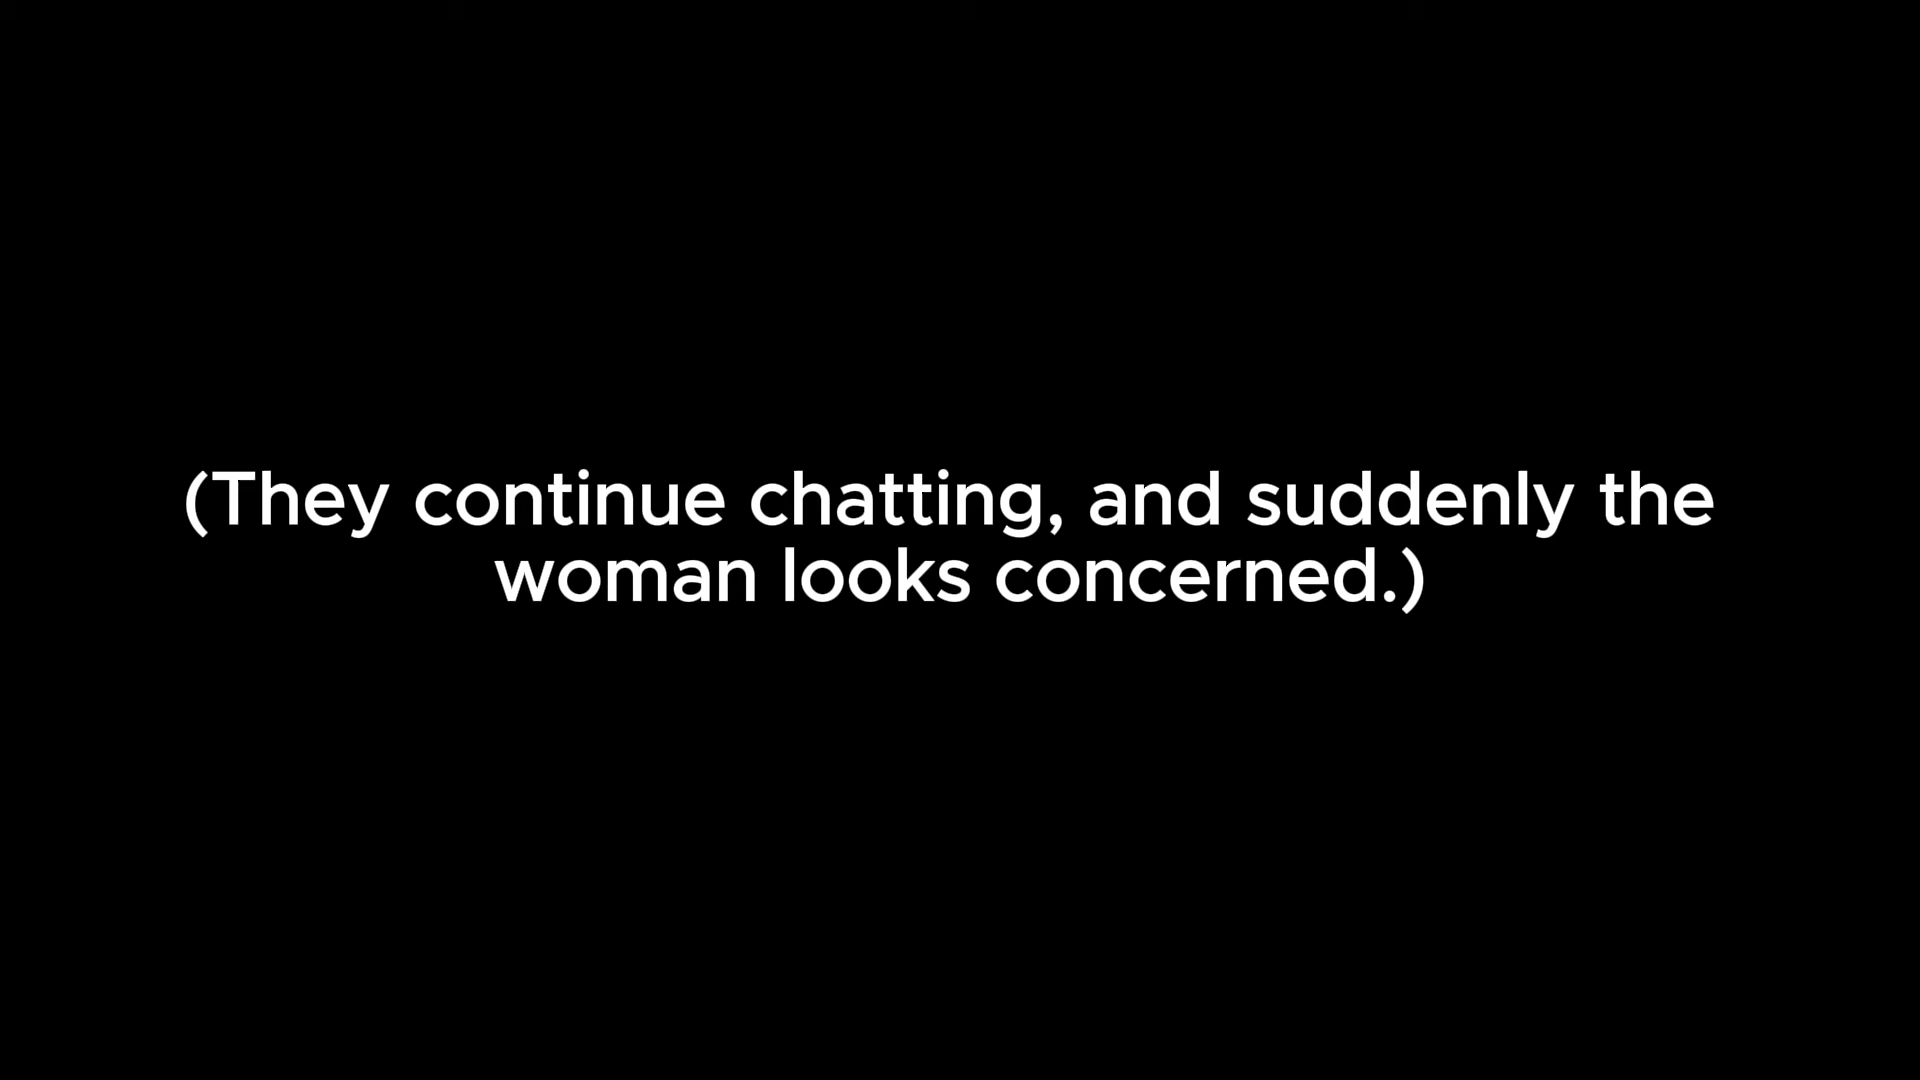 (They continue chatting, and suddenly the
woman looks concerned.)